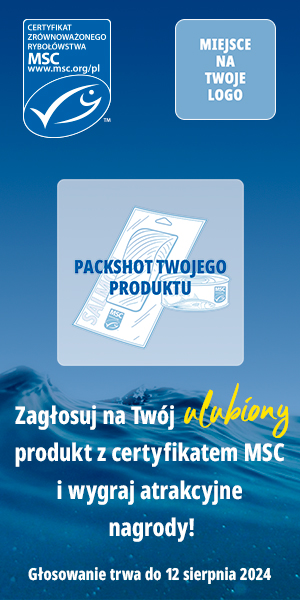 CERTYFIKAT
ZRÓWNOWAŻONEGO
RYBOŁÓWSTWA
MSC
www.msc.org/pl
TM
MIEJSCE
NA
TWOJE
LOGO
PACKSHOT TWOJEGO
PRODUKTU
MSC
Zagłosuj na Twój ulubiony
produkt z certyfikatem MSC
i wygraj atrakcyjne
nagrody!
Głosowanie trwa do 12 sierpnia 2024